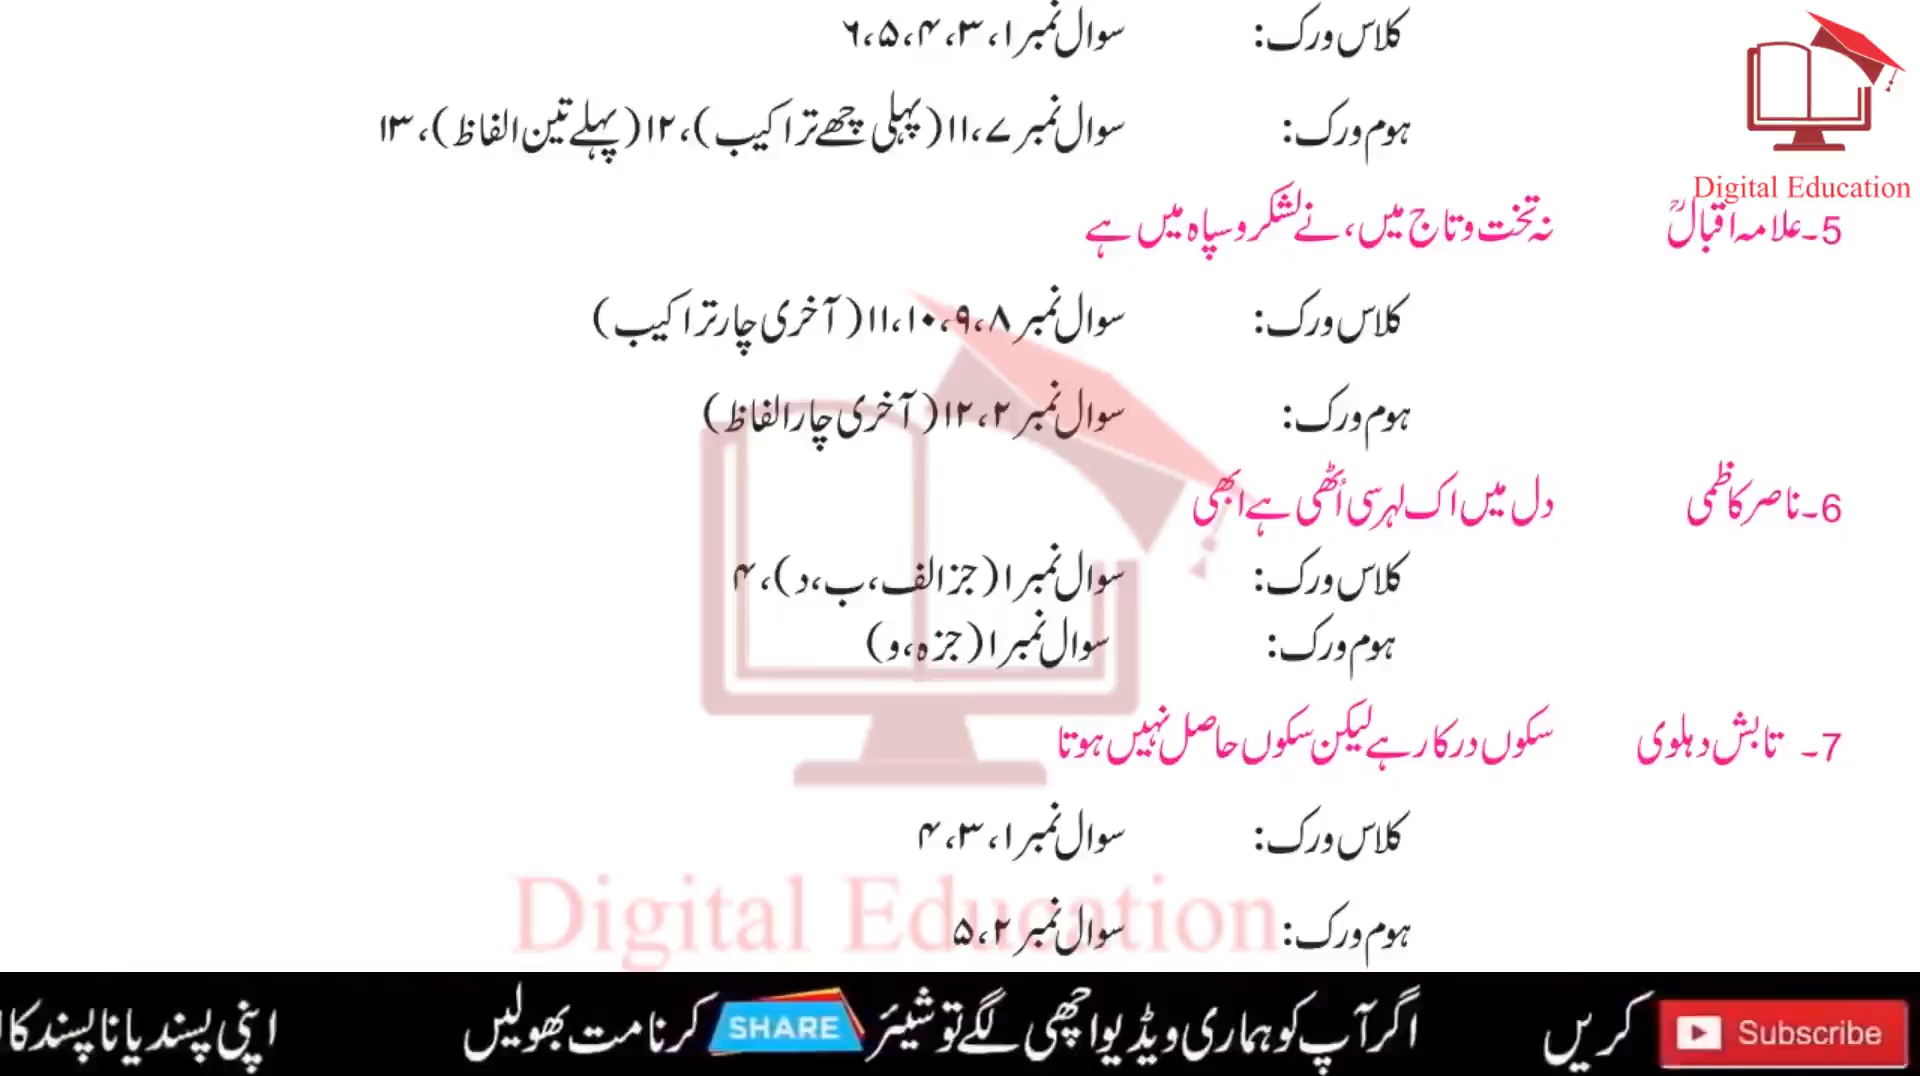 کلاس ورک: سوال نمبر ۱، ۳، ۴، ۵، ۶
ہوم ورک: سوال نمبر ۷، ۱۱ (پہلی چھے تراکیب)، ۱۲ (پہلے تین الفاظ)، ۱۳
Digital Education
5۔ علامہ اقبالؒ نہ تخت و تاج میں، نے لشکر و سپاہ میں ہے
کلاس ورک: سوال نمبر ۸، ۹، ۱۰، ۱۱ (آخری چار تراکیب)
ہوم ورک: سوال نمبر ۲، ۱۲ (آخری چار الفاظ)
6۔ ناصر کاظمی دل میں اک لہر سی اُٹھی ہے ابھی
کلاس ورک: سوال نمبر ۱ (جز الف، ب، د)، ۴
ہوم ورک: سوال نمبر ۱ (جز ہ، و)
7۔ تابش دہلوی سکوں درکار ہے لیکن سکوں حاصل نہیں ہوتا
کلاس ورک: سوال نمبر ۱، ۳، ۴
ہوم ورک: سوال نمبر ۲، ۵
Digital Education
Subscribe کریں اگر آپ کو ہماری ویڈیو اچھی لگے تو شیئر SHARE کرنا مت بھولیں اپنی پسند یا ناپسند کا